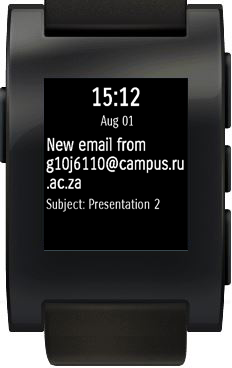 15:12
Aug 01
New email from
g10j6110@campus.ru
.ac.za
Subject: Presentation 2